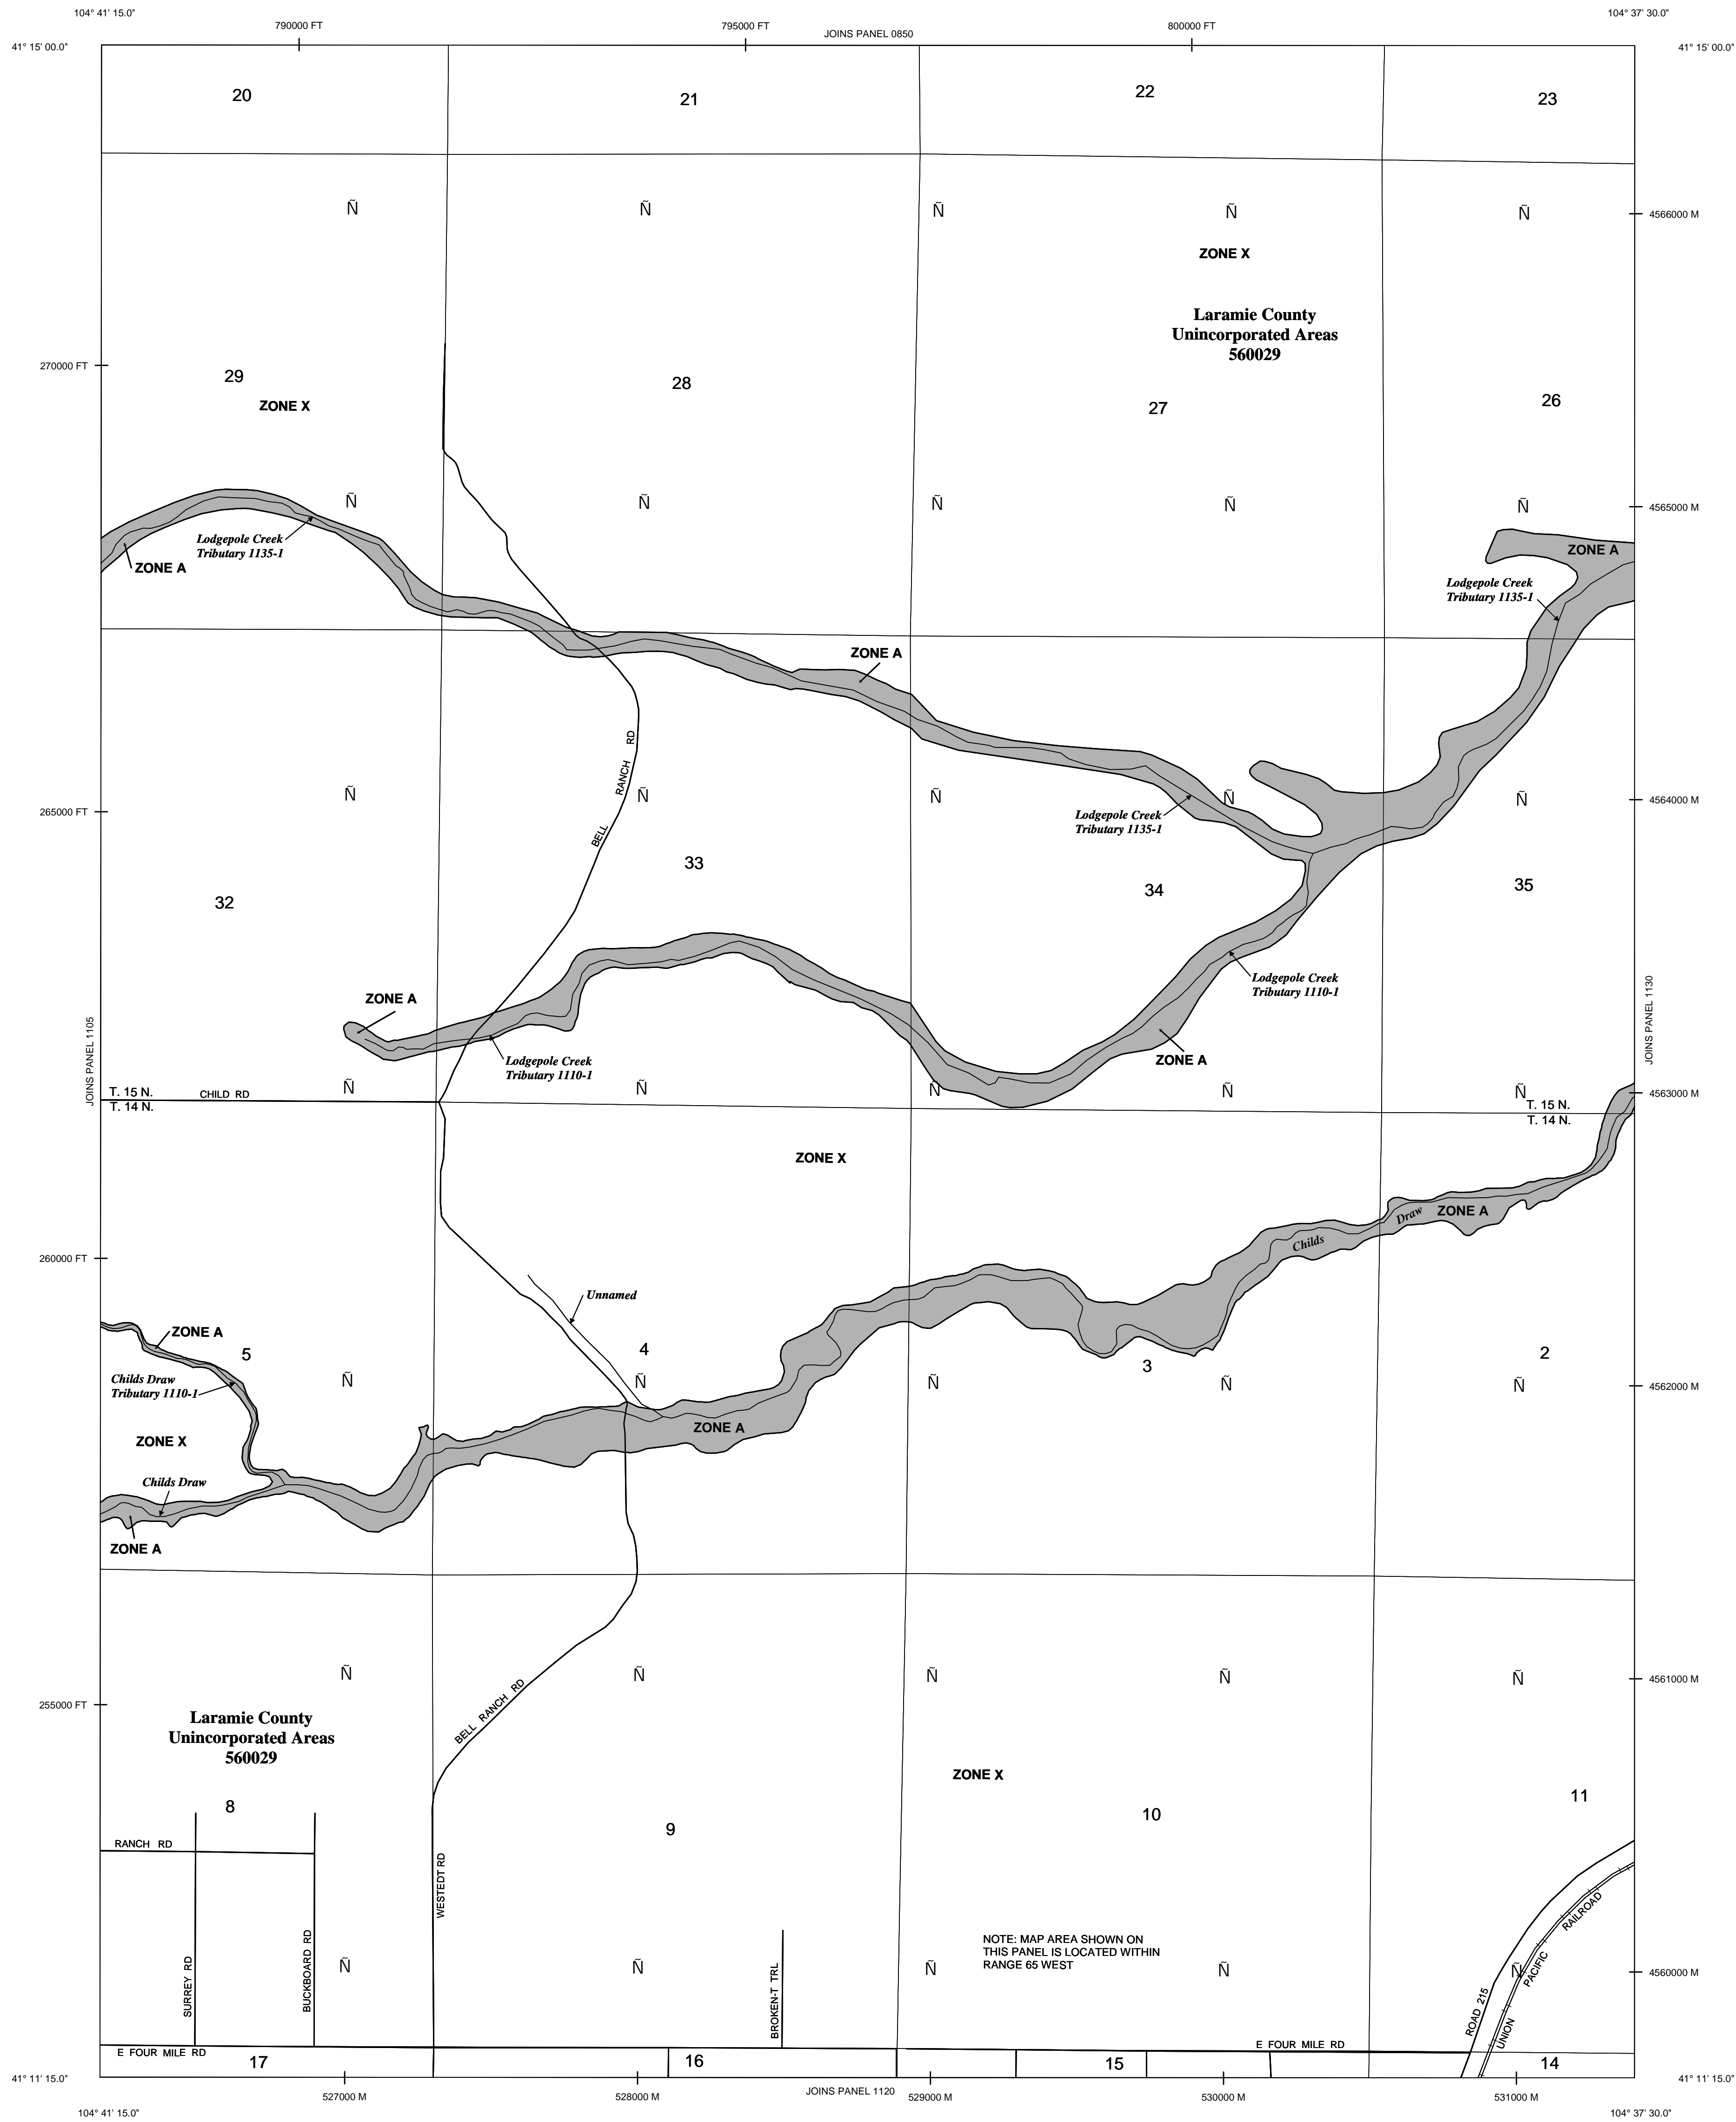 104° 41' 15.0"
104° 37' 30.0"
790000 FT
795000 FT
800000 FT
JOINS PANEL 0850
41° 15' 00.0"
41° 15' 00.0"
20
21
22
23
Ñ
Ñ
Ñ
Ñ
Ñ
4566000 M
ZONE X
Laramie County
Unincorporated Areas
560029
270000 FT
29
28
27
26
ZONE X
Ñ
Ñ
Ñ
Ñ
Ñ
4565000 M
Lodgepole Creek
Tributary 1135-1
ZONE A
ZONE A
Lodgepole Creek
Tributary 1135-1
ZONE A
BELL RANCH RD
Ñ
Ñ
Ñ
Ñ
Ñ
4564000 M
265000 FT
Lodgepole Creek
Tributary 1135-1
33
34
35
32
Lodgepole Creek
Tributary 1110-1
ZONE A
JOINS PANEL 1105
JOINS PANEL 1130
Lodgepole Creek
Tributary 1110-1
ZONE A
Ñ
Ñ
Ñ
Ñ
Ñ
4563000 M
T. 15 N.
CHILD RD
T. 14 N.
T. 15 N.
T. 14 N.
ZONE X
Childs Draw
ZONE A
260000 FT
Unnamed
ZONE A
5
4
3
2
Childs Draw
Tributary 1110-1
Ñ
Ñ
Ñ
Ñ
Ñ
4562000 M
ZONE A
ZONE X
Childs Draw
ZONE A
Ñ
Ñ
Ñ
Ñ
Ñ
4561000 M
255000 FT
BELL RANCH RD
Laramie County
Unincorporated Areas
560029
ZONE X
8
9
10
11
RANCH RD
WESTEDT RD
SURREY RD
BUCKBOARD RD
BROKEN-T TRL
NOTE: MAP AREA SHOWN ON
THIS PANEL IS LOCATED WITHIN
RANGE 65 WEST
Ñ
Ñ
Ñ
Ñ
Ñ
4560000 M
ROAD 215
UNION PACIFIC RAILROAD
E FOUR MILE RD
E FOUR MILE RD
17
16
15
14
41° 11' 15.0"
41° 11' 15.0"
527000 M
528000 M
JOINS PANEL 1120
529000 M
530000 M
531000 M
104° 41' 15.0"
104° 37' 30.0"